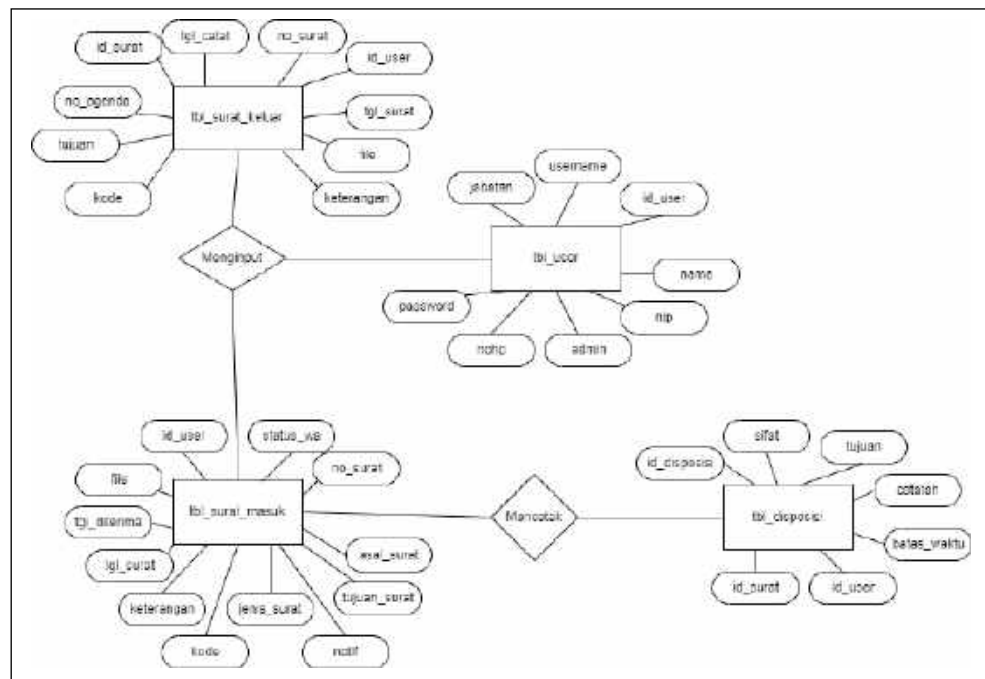 tgl_catat
no_surat
id_surat
id_user
no_agenda
tbl_surat_keluar
tgl_surat
tujuan
file
kode
keterangan
username
jabatan
id_user
Menginput
tbl_user
nama
password
nip
nohp
admin
id_user
status_wa
sifat
tujuan
no_surat
id_disposisi
file
catatan
tbl_surat_masuk
tgl_diterima
Mencetak
tbl_disposisi
asal_surat
batas_waktu
tgl_surat
tujuan_surat
id_surat
id_user
keterangan
jenis_surat
kode
notif